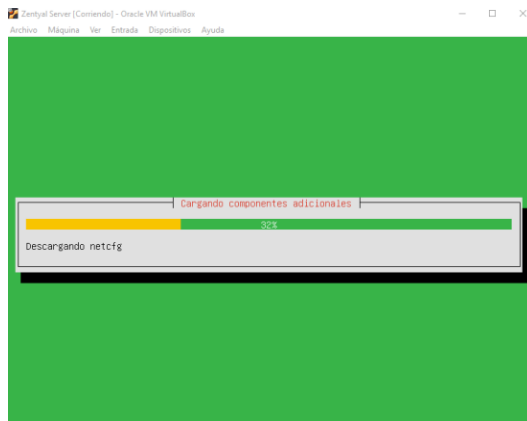 Zentyal Server [Corriendo] - Oracle VM VirtualBox
Archivo Máquina Ver Entrada Dispositivos Ayuda
Cargando componentes adicionales
32%
Descargando netcfg